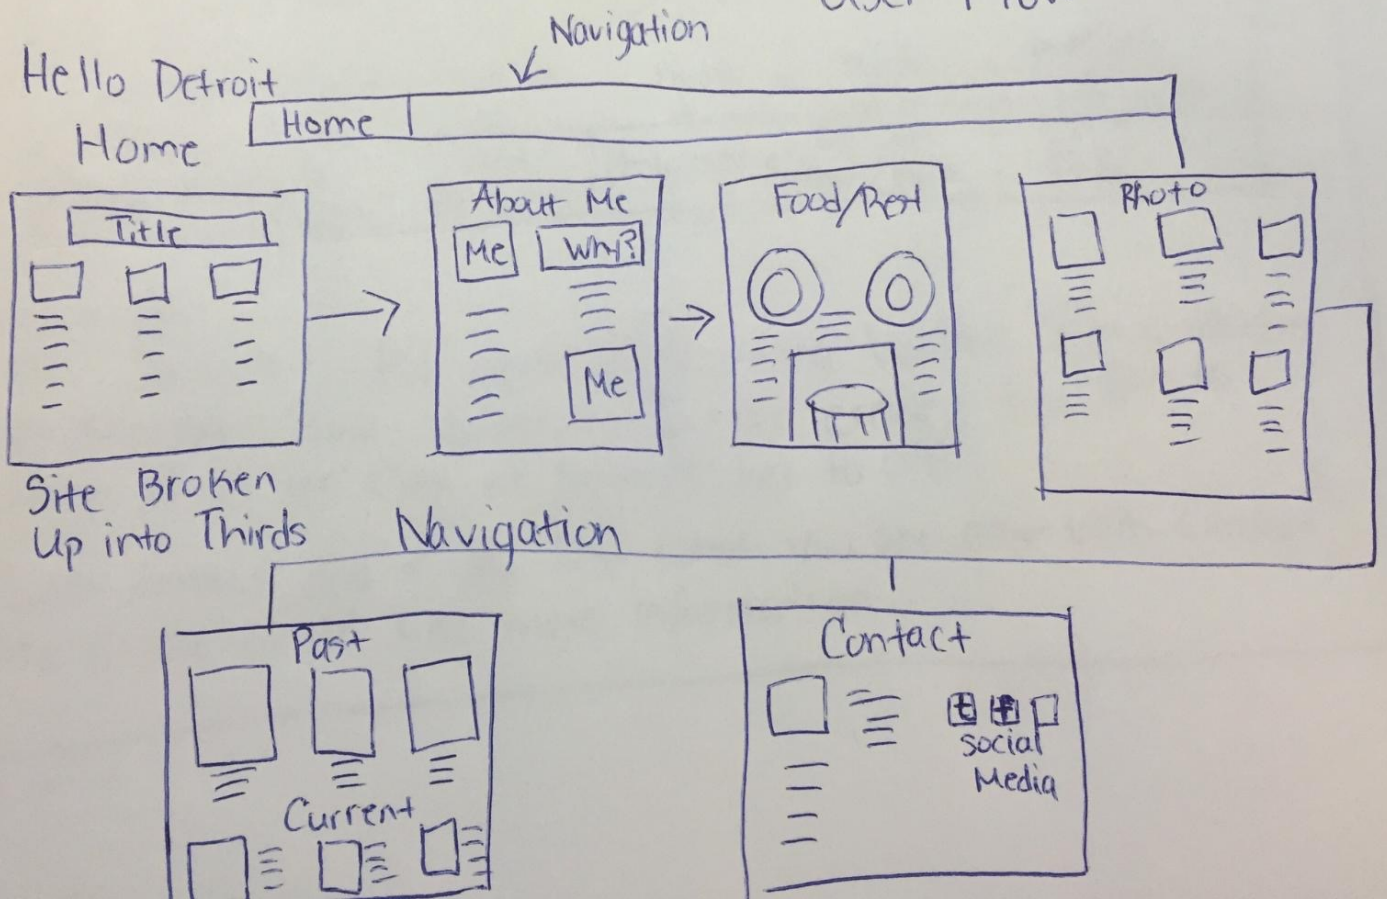 Navigation
Hello Detroit
Home
Home
Title
About Me
Me
Why?
Me
Food/Rest
Photo
Site Broken
Up into Thirds
Navigation
Past
Current
Contact
t f
Social
Media